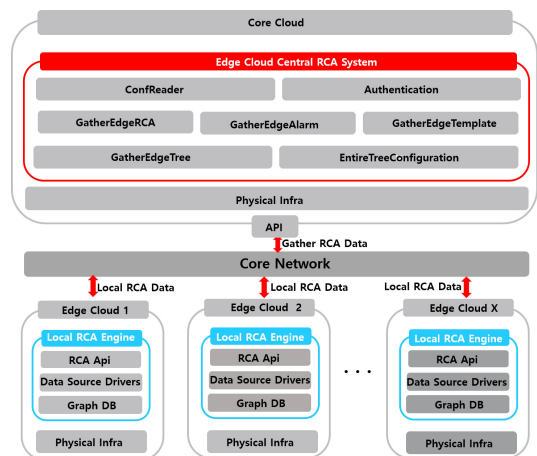 Core Cloud
Edge Cloud Central RCA System
ConfReader
Authentication
GatherEdgeRCA
GatherEdgeAlarm
GatherEdgeTemplate
GatherEdgeTree
EntireTreeConfiguration
Physical Infra
API
Gather RCA Data
Core Network
Local RCA Data
Local RCA Data
Local RCA Data
Edge Cloud 1
Edge Cloud 2
Edge Cloud X
Local RCA Engine
Local RCA Engine
Local RCA Engine
RCA Api
RCA Api
RCA Api
Data Source Drivers
Data Source Drivers
. . .
Data Source Drivers
Graph DB
Graph DB
Graph DB
Physical Infra
Physical Infra
Physical Infra